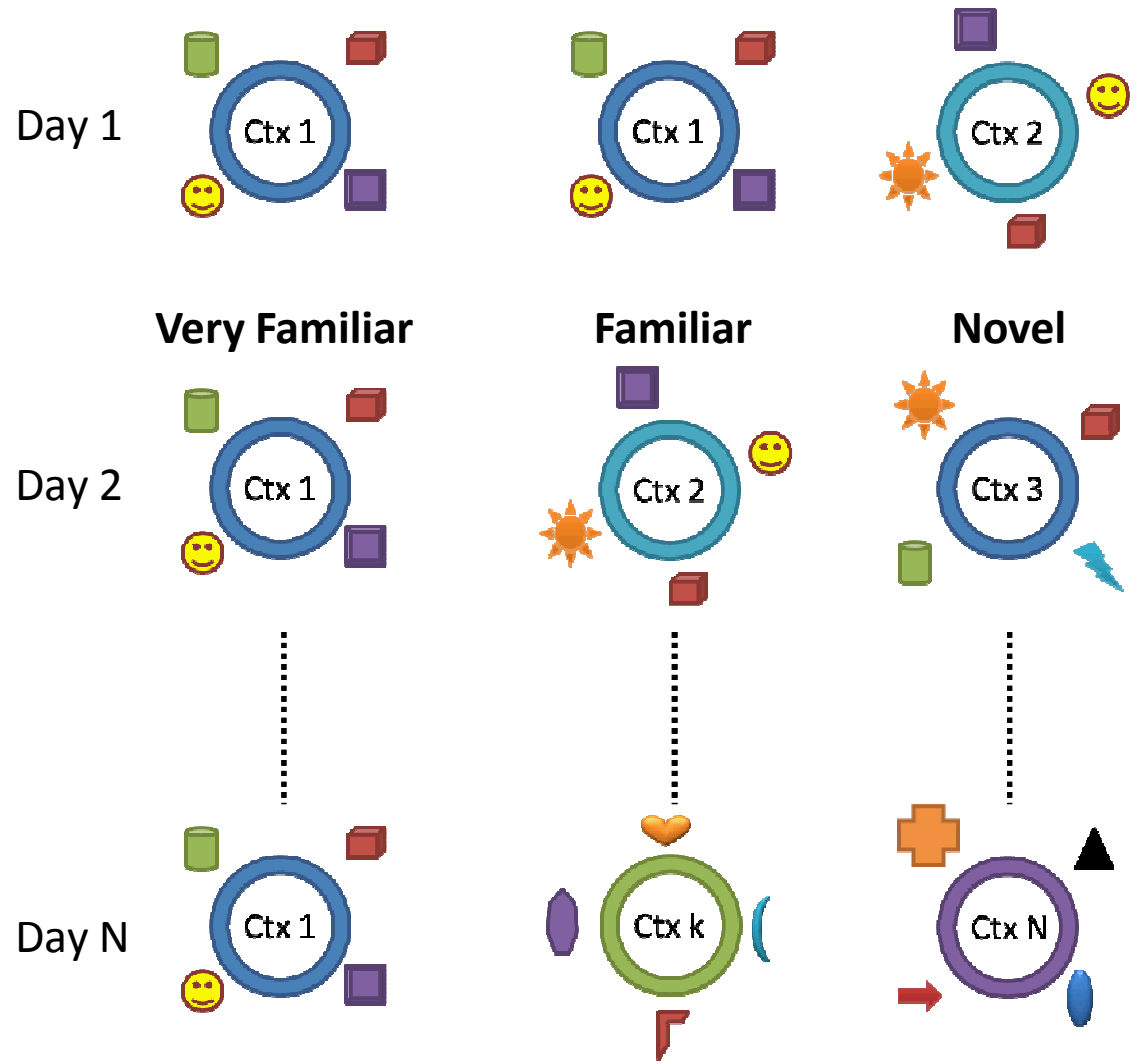 Day 1
Ctx 1
Ctx 1
Ctx 2
Very Familiar
Familiar
Novel
Day 2
Ctx 1
Ctx 2
Ctx 3
Day N
Ctx 1
Ctx k
Ctx N